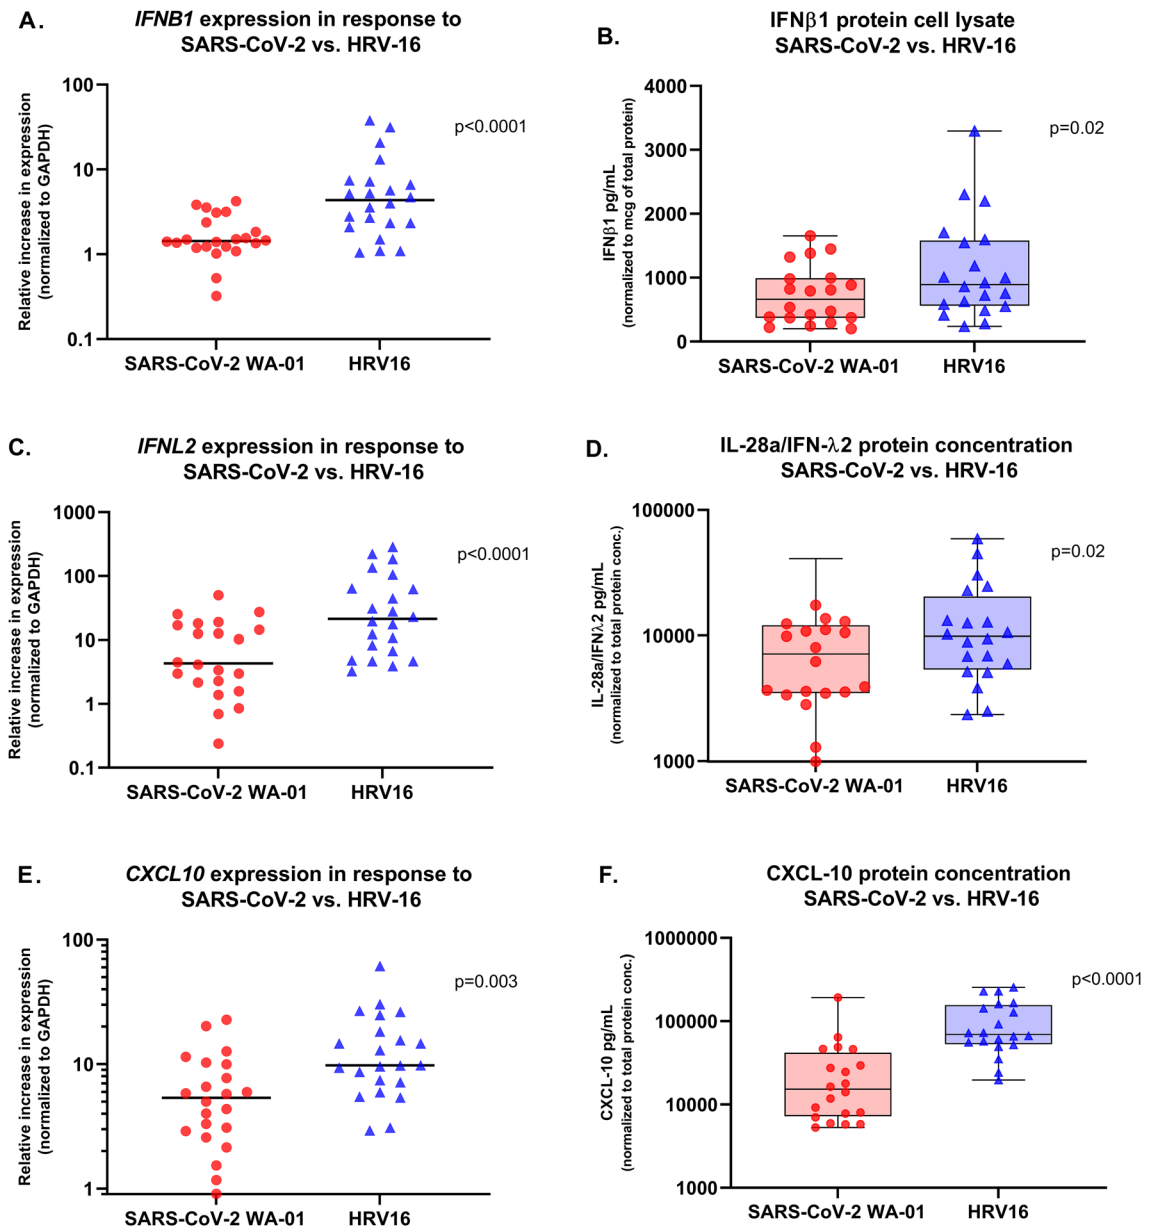 A.
IFNB1 expression in response to
SARS-CoV-2 vs. HRV-16
Relative increase in expression
(normalized to GAPDH)
100
10
1
0.1
p<0.0001
SARS-CoV-2 WA-01
HRV16
B.
IFNβ1 protein cell lysate
SARS-CoV-2 vs. HRV-16
IFNβ1 pg/mL
(normalized to mcg of total protein)
4000
3000
2000
1000
0
p=0.02
SARS-CoV-2 WA-01
HRV16
C.
IFNL2 expression in response to
SARS-CoV-2 vs. HRV-16
Relative increase in expression
(normalized to GAPDH)
1000
100
10
1
0.1
p<0.0001
SARS-CoV-2 WA-01
HRV16
D.
IL-28a/IFN-λ2 protein concentration
SARS-CoV-2 vs. HRV-16
IL-28a/IFNλ2 pg/mL
(normalized to total protein conc.)
100000
10000
1000
p=0.02
SARS-CoV-2 WA-01
HRV16
E.
CXCL10 expression in response to
SARS-CoV-2 vs. HRV-16
Relative increase in expression
(normalized to GAPDH)
100
10
1
p=0.003
SARS-CoV-2 WA-01
HRV16
F.
CXCL-10 protein concentration
SARS-CoV-2 vs. HRV-16
CXCL-10 pg/mL
(normalized to total protein conc.)
1000000
100000
10000
1000
p<0.0001
SARS-CoV-2 WA-01
HRV16